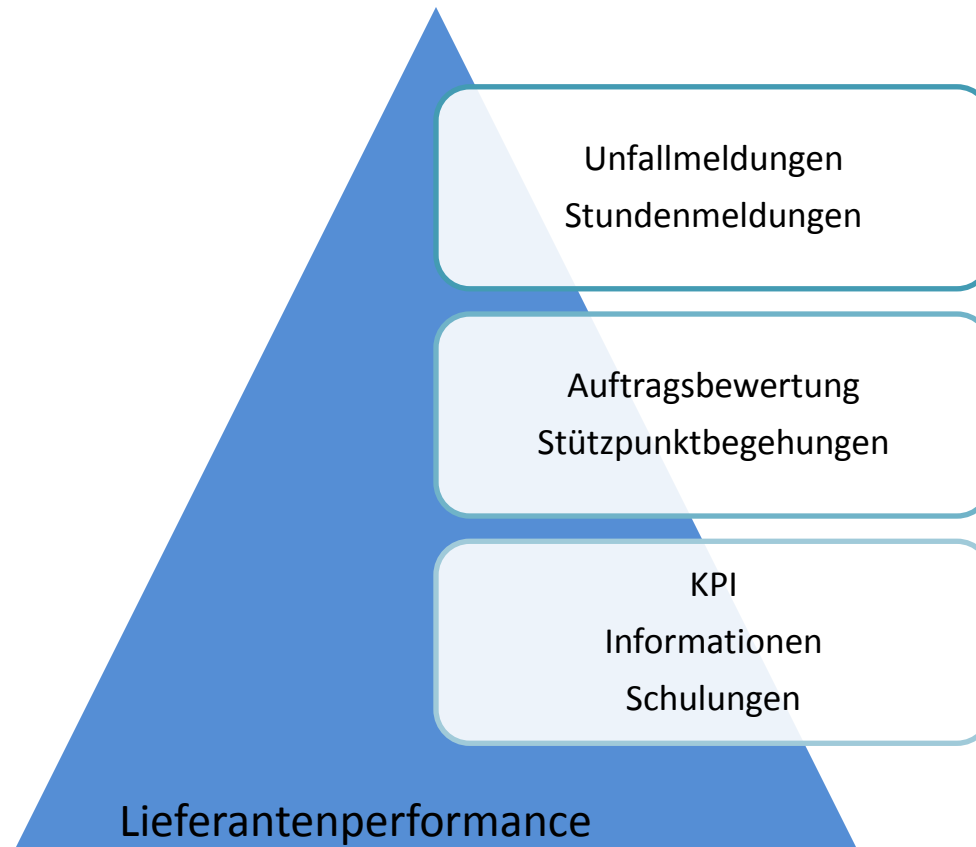 Unfallmeldungen
Stundenmeldungen
Auftragsbewertung
Stützpunktbegehungen
KPI
Informationen
Schulungen
Lieferantenperformance